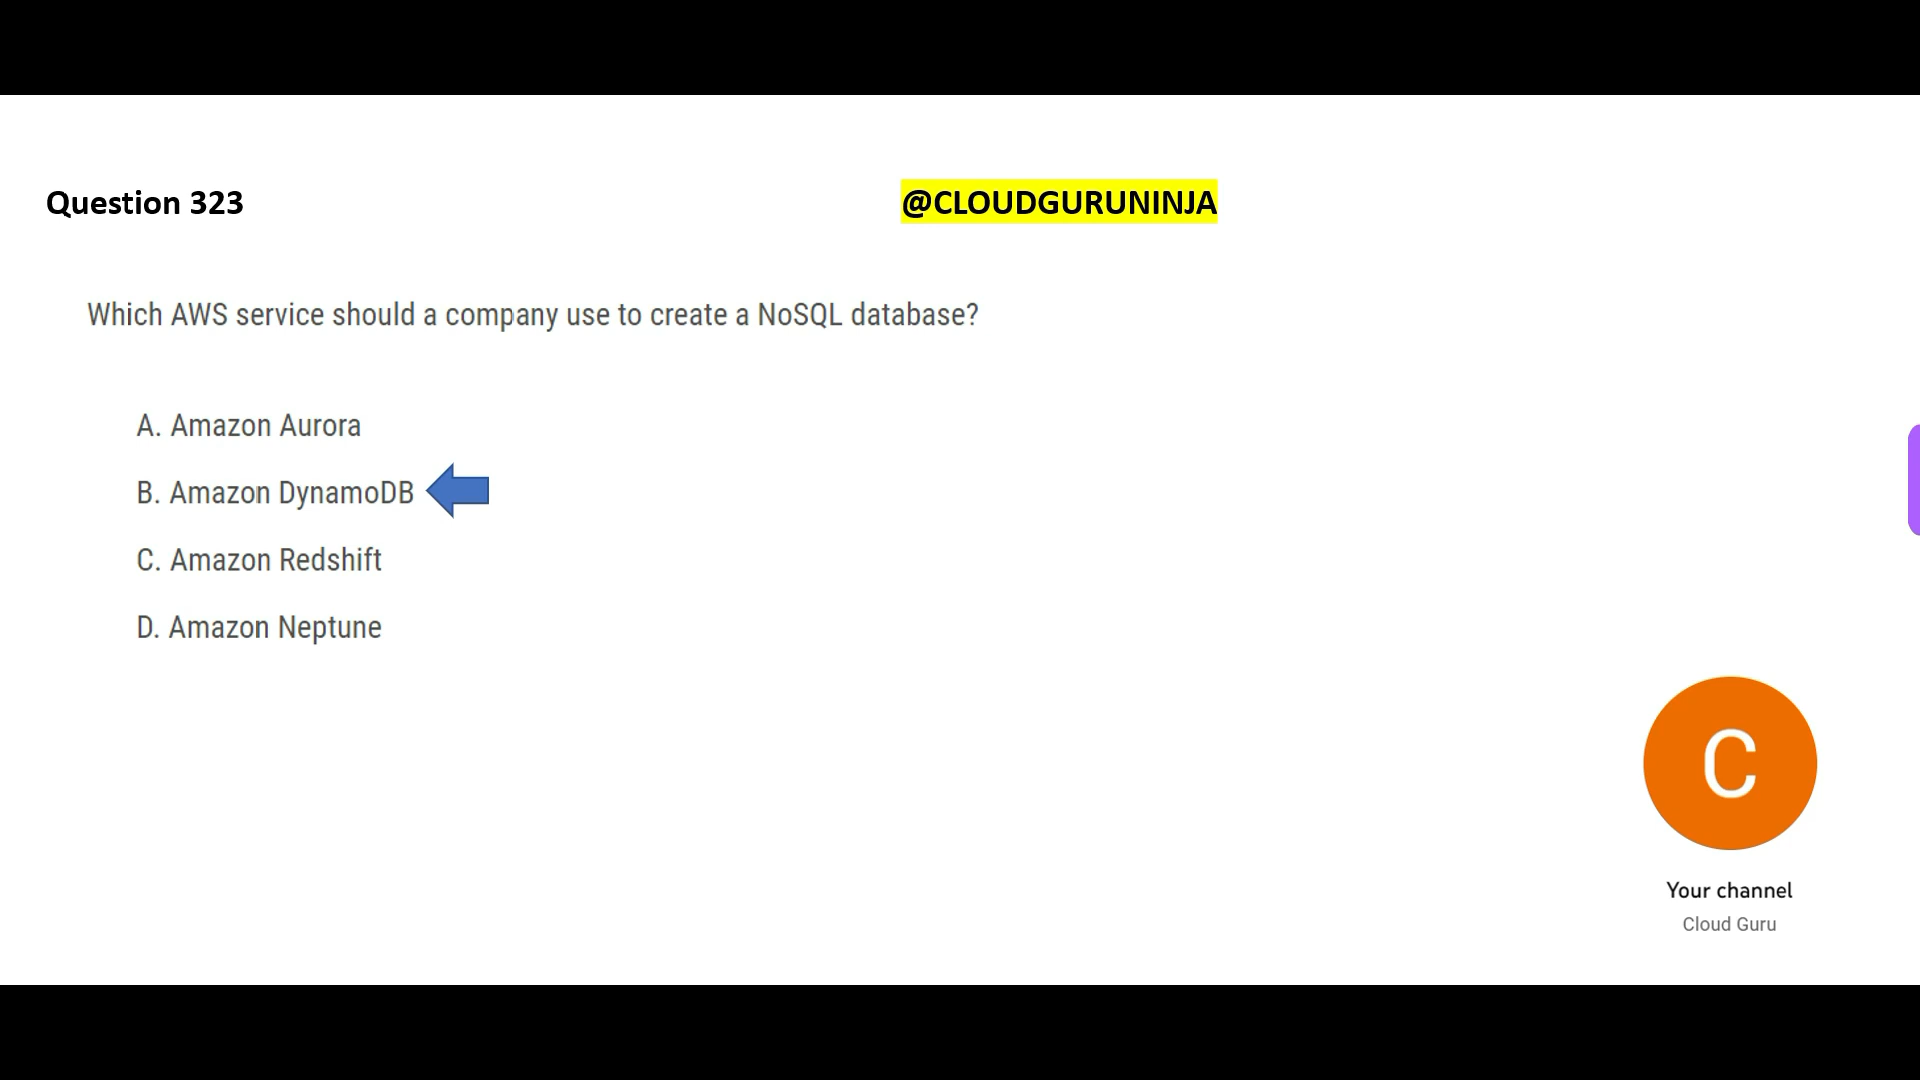 Question 323
@CLOUDGURUNINJA
Which AWS service should a company use to create a NoSQL database?
A. Amazon Aurora
B. Amazon DynamoDB
C. Amazon Redshift
D. Amazon Neptune
C
Your channel
Cloud Guru